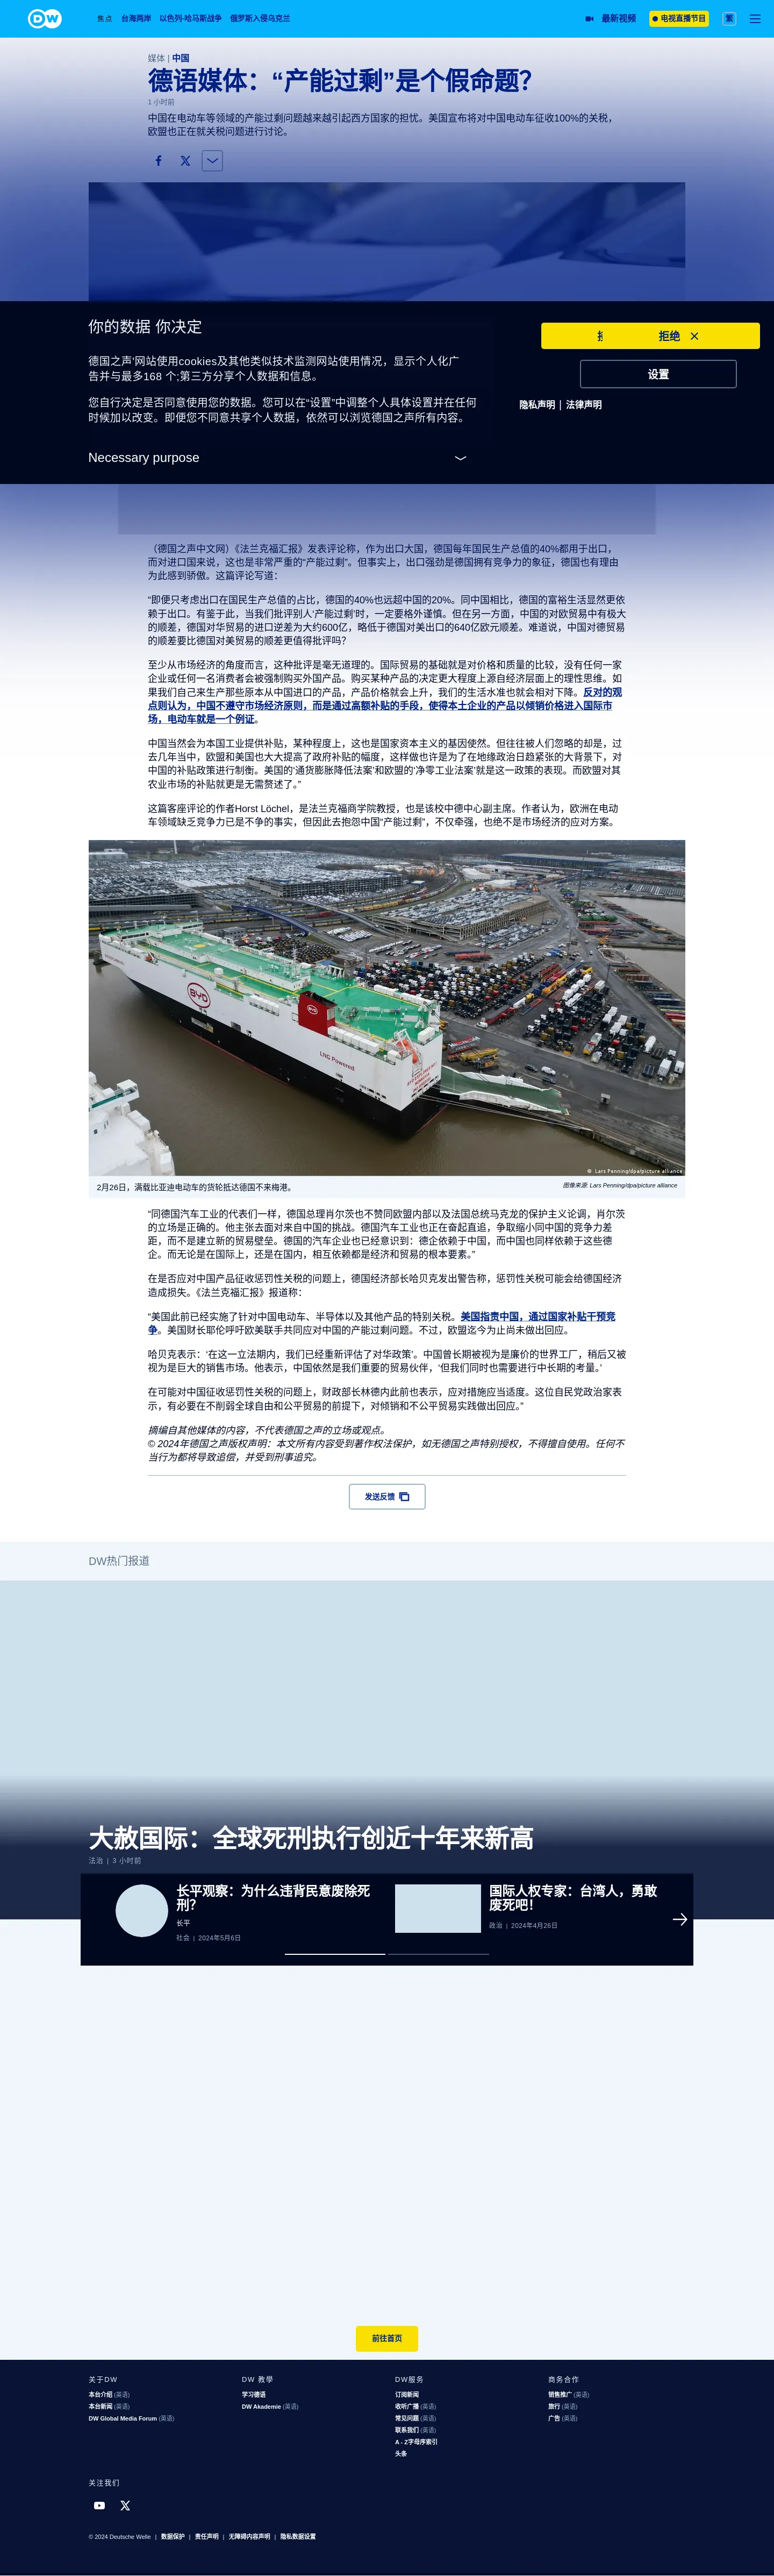 DW
焦点
台海两岸
以色列-哈马斯战争
俄罗斯入侵乌克兰
最新视频
电视直播节目
繁
媒体 | 中国
德语媒体：“产能过剩”是个假命题？
1 小时前
中国在电动车等领域的产能过剩问题越来越引起西方国家的担忧。美国宣布将对中国电动车征收100%的关税，
欧盟也正在就关税问题进行讨论。
你的数据 你决定
德国之声'网站使用cookies及其他类似技术监测网站使用情况，显示个人化广
告并与最多168 个;第三方分享个人数据和信息。
您自行决定是否同意使用您的数据。您可以在“设置”中调整个人具体设置并在任何
时候加以改变。即便您不同意共享个人数据，依然可以浏览德国之声所有内容。
Necessary purpose
拒绝
设置
隐私声明 | 法律声明
（德国之声中文网）《法兰克福汇报》发表评论称，作为出口大国，德国每年国民生产总值的40%都用于出口，
而对进口国来说，这也是非常严重的“产能过剩”。但事实上，出口强劲是德国拥有竞争力的象征，德国也有理由
为此感到骄傲。这篇评论写道：
“即便只考虑出口在国民生产总值的占比，德国的40%也远超中国的20%。同中国相比，德国的富裕生活显然更依
赖于出口。有鉴于此，当我们批评别人‘产能过剩’时，一定要格外谨慎。但在另一方面，中国的对欧贸易中有极大
的顺差，德国对华贸易的进口逆差为大约600亿，略低于德国对美出口的640亿欧元顺差。难道说，中国对德贸易
的顺差要比德国对美贸易的顺差更值得批评吗？
至少从市场经济的角度而言，这种批评是毫无道理的。国际贸易的基础就是对价格和质量的比较，没有任何一家
企业或任何一名消费者会被强制购买外国产品。购买某种产品的决定更大程度上源自经济层面上的理性思维。如
果我们自己来生产那些原本从中国进口的产品，产品价格就会上升，我们的生活水准也就会相对下降。反对的观
点则认为，中国不遵守市场经济原则，而是通过高额补贴的手段，使得本土企业的产品以倾销价格进入国际市
场，电动车就是一个例证。
中国当然会为本国工业提供补贴，某种程度上，这也是国家资本主义的基因使然。但往往被人们忽略的却是，过
去几年当中，欧盟和美国也大大提高了政府补贴的幅度，这样做也许是为了在地缘政治日趋紧张的大背景下，对
中国的补贴政策进行制衡。美国的‘通货膨胀降低法案’和欧盟的‘净零工业法案’就是这一政策的表现。而欧盟对其
农业市场的补贴就更是无需赘述了。”
这篇客座评论的作者Horst Löchel，是法兰克福商学院教授，也是该校中德中心副主席。作者认为，欧洲在电动
车领域缺乏竞争力已是不争的事实，但因此去抱怨中国“产能过剩”，不仅牵强，也绝不是市场经济的应对方案。
BYD
BYD
LNG Powered
© Lars Penning/dpa/picture alliance
2月26日，满载比亚迪电动车的货轮抵达德国不来梅港。
图像来源: Lars Penning/dpa/picture alliance
“同德国汽车工业的代表们一样，德国总理肖尔茨也不赞同欧盟内部以及法国总统马克龙的保护主义论调，肖尔茨
的立场是正确的。他主张去面对来自中国的挑战。德国汽车工业也正在奋起直追，争取缩小同中国的竞争力差
距，而不是建立新的贸易壁垒。德国的汽车企业也已经意识到：德企依赖于中国，而中国也同样依赖于这些德
企。而无论是在国际上，还是在国内，相互依赖都是经济和贸易的根本要素。”
在是否应对中国产品征收惩罚性关税的问题上，德国经济部长哈贝克发出警告称，惩罚性关税可能会给德国经济
造成损失。《法兰克福汇报》报道称：
“美国此前已经实施了针对中国电动车、半导体以及其他产品的特别关税。美国指责中国，通过国家补贴干预竞
争。美国财长耶伦呼吁欧美联手共同应对中国的产能过剩问题。不过，欧盟迄今为止尚未做出回应。
哈贝克表示：‘在这一立法期内，我们已经重新评估了对华政策’。中国曾长期被视为是廉价的世界工厂，稍后又被
视为是巨大的销售市场。他表示，中国依然是我们重要的贸易伙伴，‘但我们同时也需要进行中长期的考量。’
在可能对中国征收惩罚性关税的问题上，财政部长林德内此前也表示，应对措施应当适度。这位自民党政治家表
示，有必要在不削弱全球自由和公平贸易的前提下，对倾销和不公平贸易实践做出回应。”
摘编自其他媒体的内容，不代表德国之声的立场或观点。
© 2024年德国之声版权声明：本文所有内容受到著作权法保护，如无德国之声特别授权，不得擅自使用。任何不
当行为都将导致追偿，并受到刑事追究。
发送反馈
DW热门报道
大赦国际：全球死刑执行创近十年来新高
法治 | 3 小时前
长平观察：为什么违背民意废除死
刑？
长平
社会 | 2024年5月6日
国际人权专家：台湾人，勇敢
废死吧！
政治 | 2024年4月26日
前往首页
关于DW
本台介绍 (英语)
本台新闻 (英语)
DW Global Media Forum (英语)
DW 教學
学习德语
DW Akademie (英语)
DW服务
订阅新闻
收听广播 (英语)
常见问题 (英语)
联系我们 (英语)
A - Z字母序索引
头条
商务合作
销售推广 (英语)
旅行 (英语)
广告 (英语)
关注我们
© 2024 Deutsche Welle | 数据保护 | 责任声明 | 无障碍内容声明 | 隐私数据设置